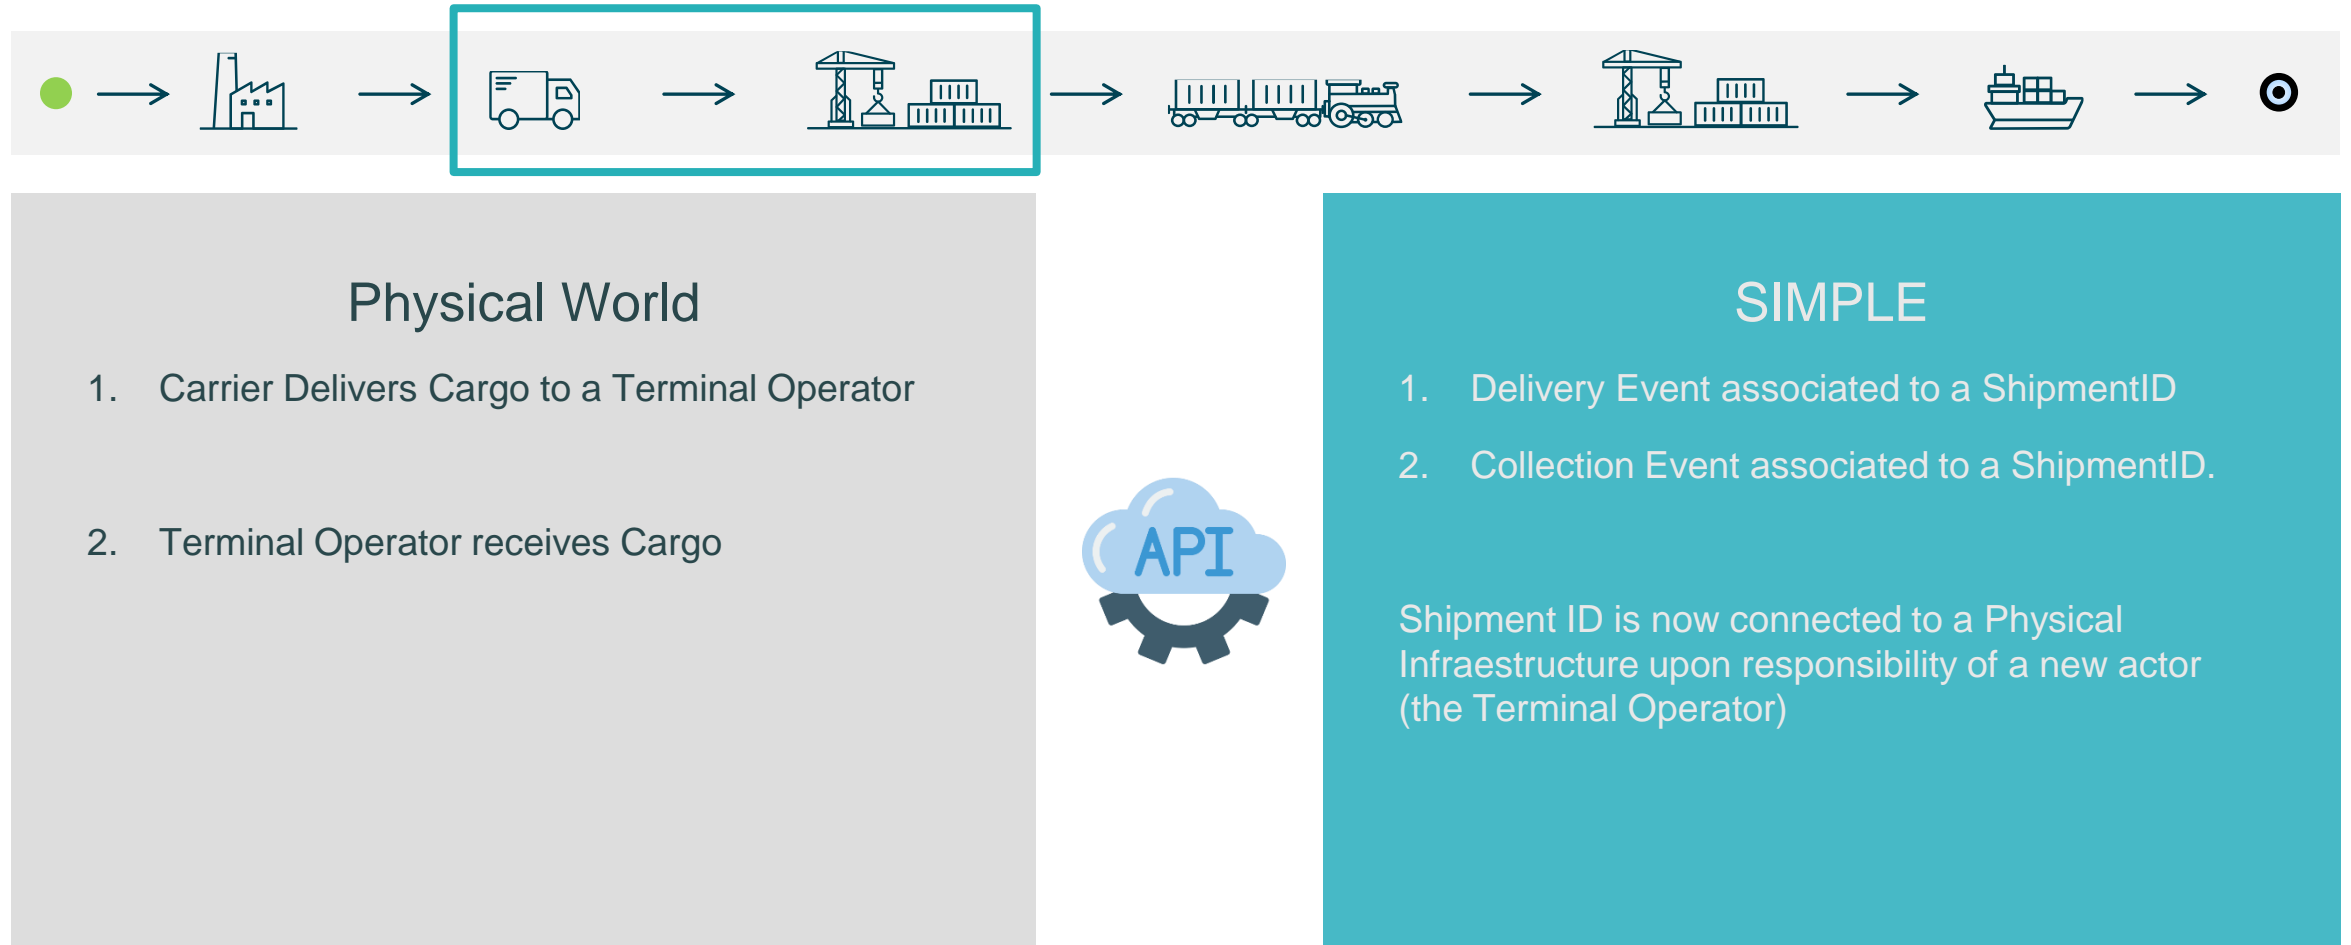 Physical World
1. Carrier Delivers Cargo to a Terminal Operator
2. Terminal Operator receives Cargo
API
SIMPLE
1. Delivery Event associated to a ShipmentID
2. Collection Event associated to a ShipmentID.
Shipment ID is now connected to a Physical
Infraestructure upon responsibility of a new actor
(the Terminal Operator)